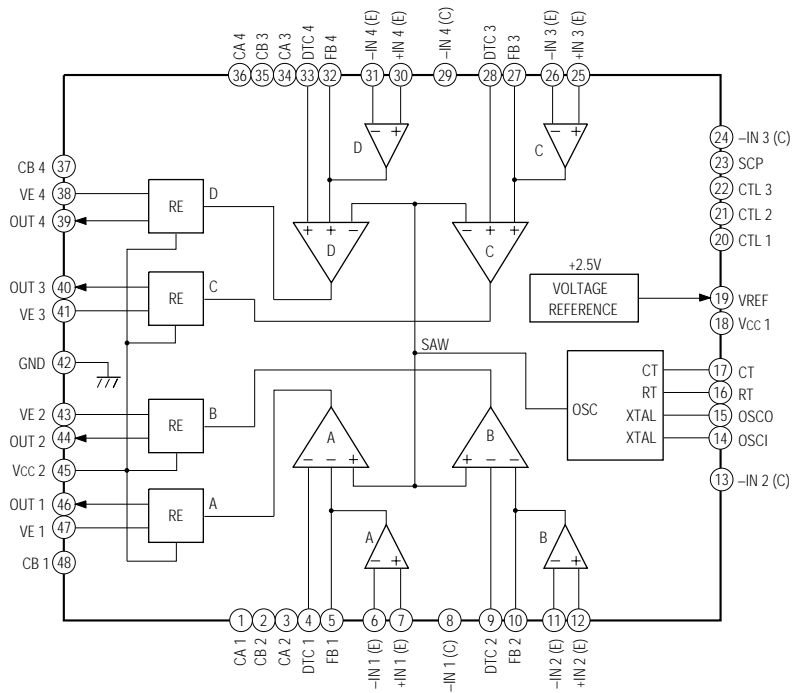 CA 4
CB 3
CA 3
DTC 4
FB 4
–IN 4 (E)
+IN 4 (E)
–IN 4 (C)
DTC 3
FB 3
–IN 3 (E)
+IN 3 (E)
36 35 34 33 32 31 30 29 28 27 26 25
– +
D
– +
C
24 –IN 3 (C)
23 SCP
22 CTL 3
21 CTL 2
20 CTL 1
CB 4 37
VE 4 38
OUT 4 39
RE D
+ + –
D
– + +
C
+2.5V
VOLTAGE
REFERENCE
19 VREF
18 VCC 1
OUT 3 40
VE 3 41
RE C
GND 42
SAW
OSC
CT 17 CT
RT 16 RT
XTAL 15 OSCO
XTAL 14 OSCI
VE 2 43
OUT 2 44
RE B
VCC 2 45
A
– – +
B
+ – –
13 –IN 2 (C)
OUT 1 46
VE 1 47
RE A
CB 1 48
A
– +
B
– +
1 2 3 4 5 6 7 8 9 10 11 12
CA 1
CB 2
CA 2
DTC 1
FB 1
–IN 1 (E)
+IN 1 (E)
–IN 1 (C)
DTC 2
FB 2
–IN 2 (E)
+IN 2 (E)